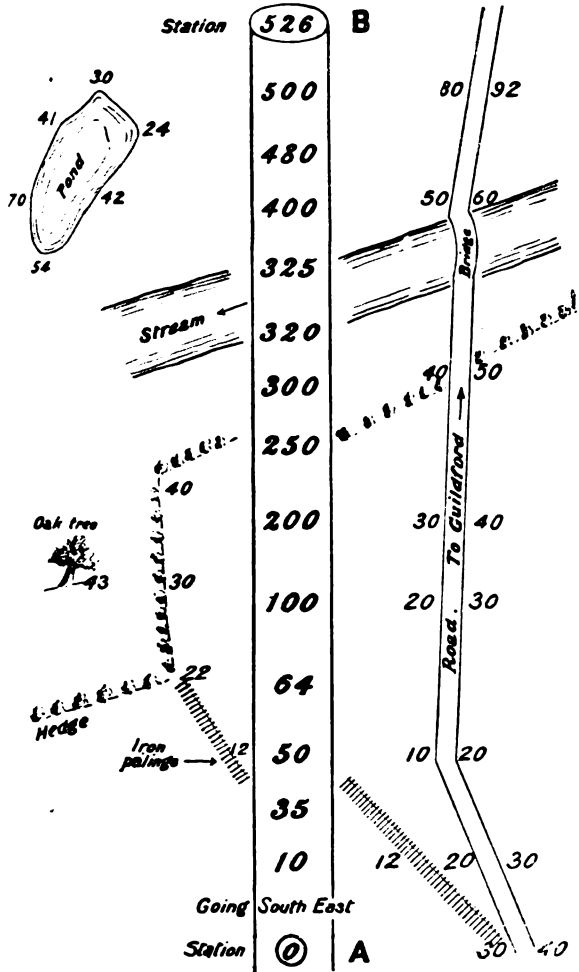 Station 526 B
30
500 80 92
41 24
480
Pond
70 42 400 50 60
Bridge
54 325
Stream
320
300 40 50
250
40
Oak tree 200 30 40
To Guildford
43 30 100 20 30
Road.
22 64
Hedge
Iron
palings 12 50 10 20
35
10 12 20 30
Going South East
Station 0 A 30 40